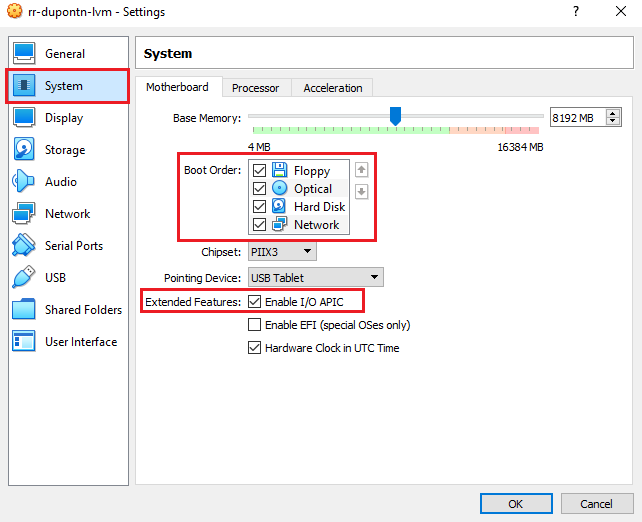 rr-dupontn-lvm - Settings
General
System
Display
Storage
Audio
Network
Serial Ports
USB
Shared Folders
User Interface
System
Motherboard Processor Acceleration
Base Memory: 8192 MB
4 MB 16384 MB
Boot Order: Floppy
Optical
Hard Disk
Network
Chipset: PIIX3
Pointing Device: USB Tablet
Extended Features: Enable I/O APIC
Enable EFI (special OSes only)
Hardware Clock in UTC Time
OK Cancel